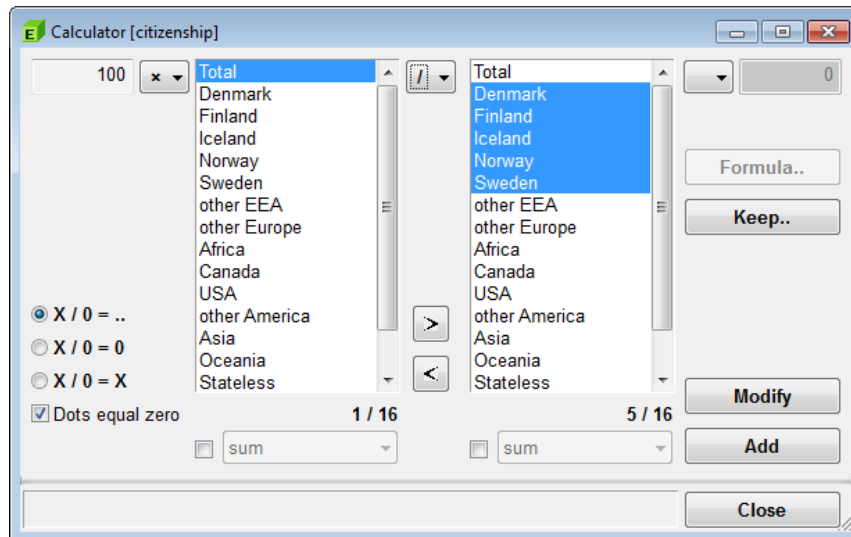 E Calculator [citizenship]
100 × / 0
Total
Denmark
Finland
Iceland
Norway
Sweden
other EEA
other Europe
Africa
Canada
USA
other America
Asia
Oceania
Stateless
Total
Denmark
Finland
Iceland
Norway
Sweden
other EEA
other Europe
Africa
Canada
USA
other America
Asia
Oceania
Stateless
Formula..
Keep..
X / 0 = ..
X / 0 = 0
X / 0 = X
Dots equal zero
>
<
1 / 16
5 / 16
sum
sum
Modify
Add
Close